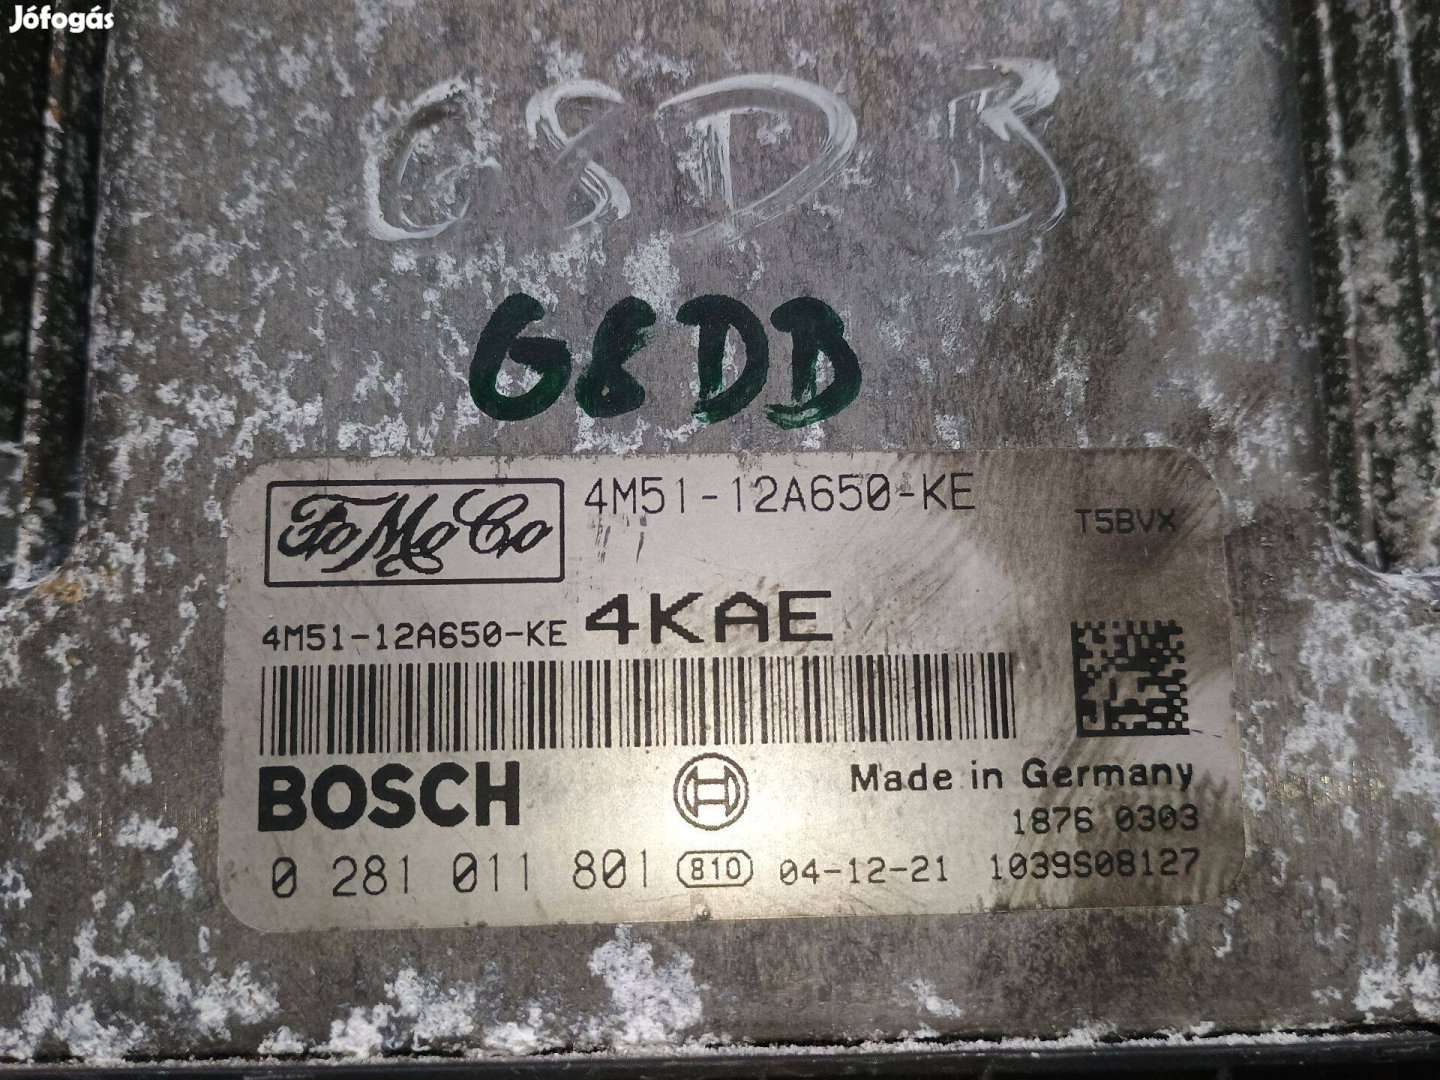 Jófogás
G8DB
G8DB
FoMoCo 4M51-12A650-KE
T5BVX
4M51-12A650-KE 4KAE
BOSCH
Made in Germany
1876 0303
0 281 011 801 810 04-12-21 1039S08127